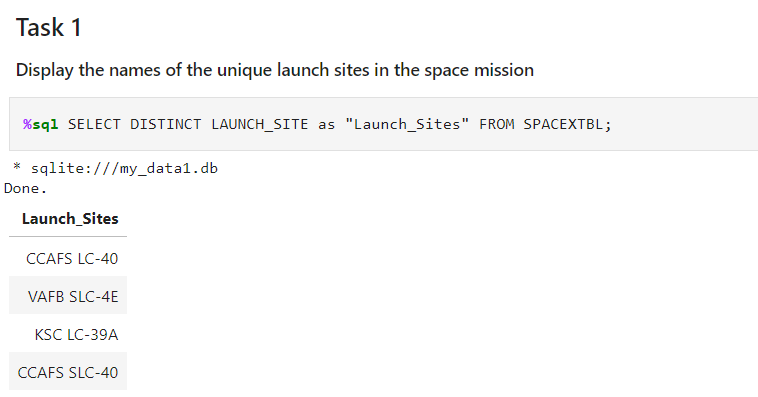 Task 1
Display the names of the unique launch sites in the space mission
%sql SELECT DISTINCT LAUNCH_SITE as "Launch_Sites" FROM SPACEXTBL;
* sqlite:///my_data1.db
Done.
Launch_Sites
CCAFS LC-40
VAFB SLC-4E
KSC LC-39A
CCAFS SLC-40